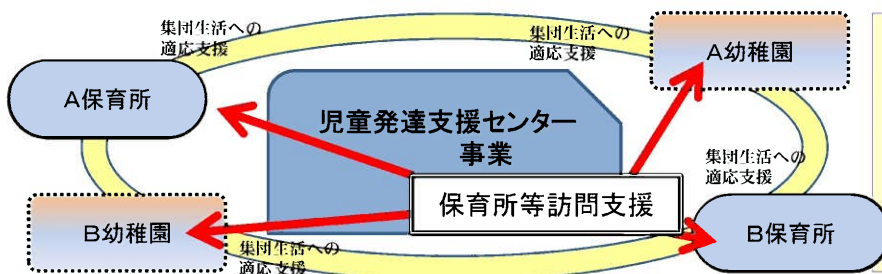 集団生活への
適応支援
集団生活への
適応支援
A幼稚園
A保育所
児童発達支援センター
事業
集団生活への
適応支援
保育所等訪問支援
B幼稚園
B保育所
集団生活への
適応支援